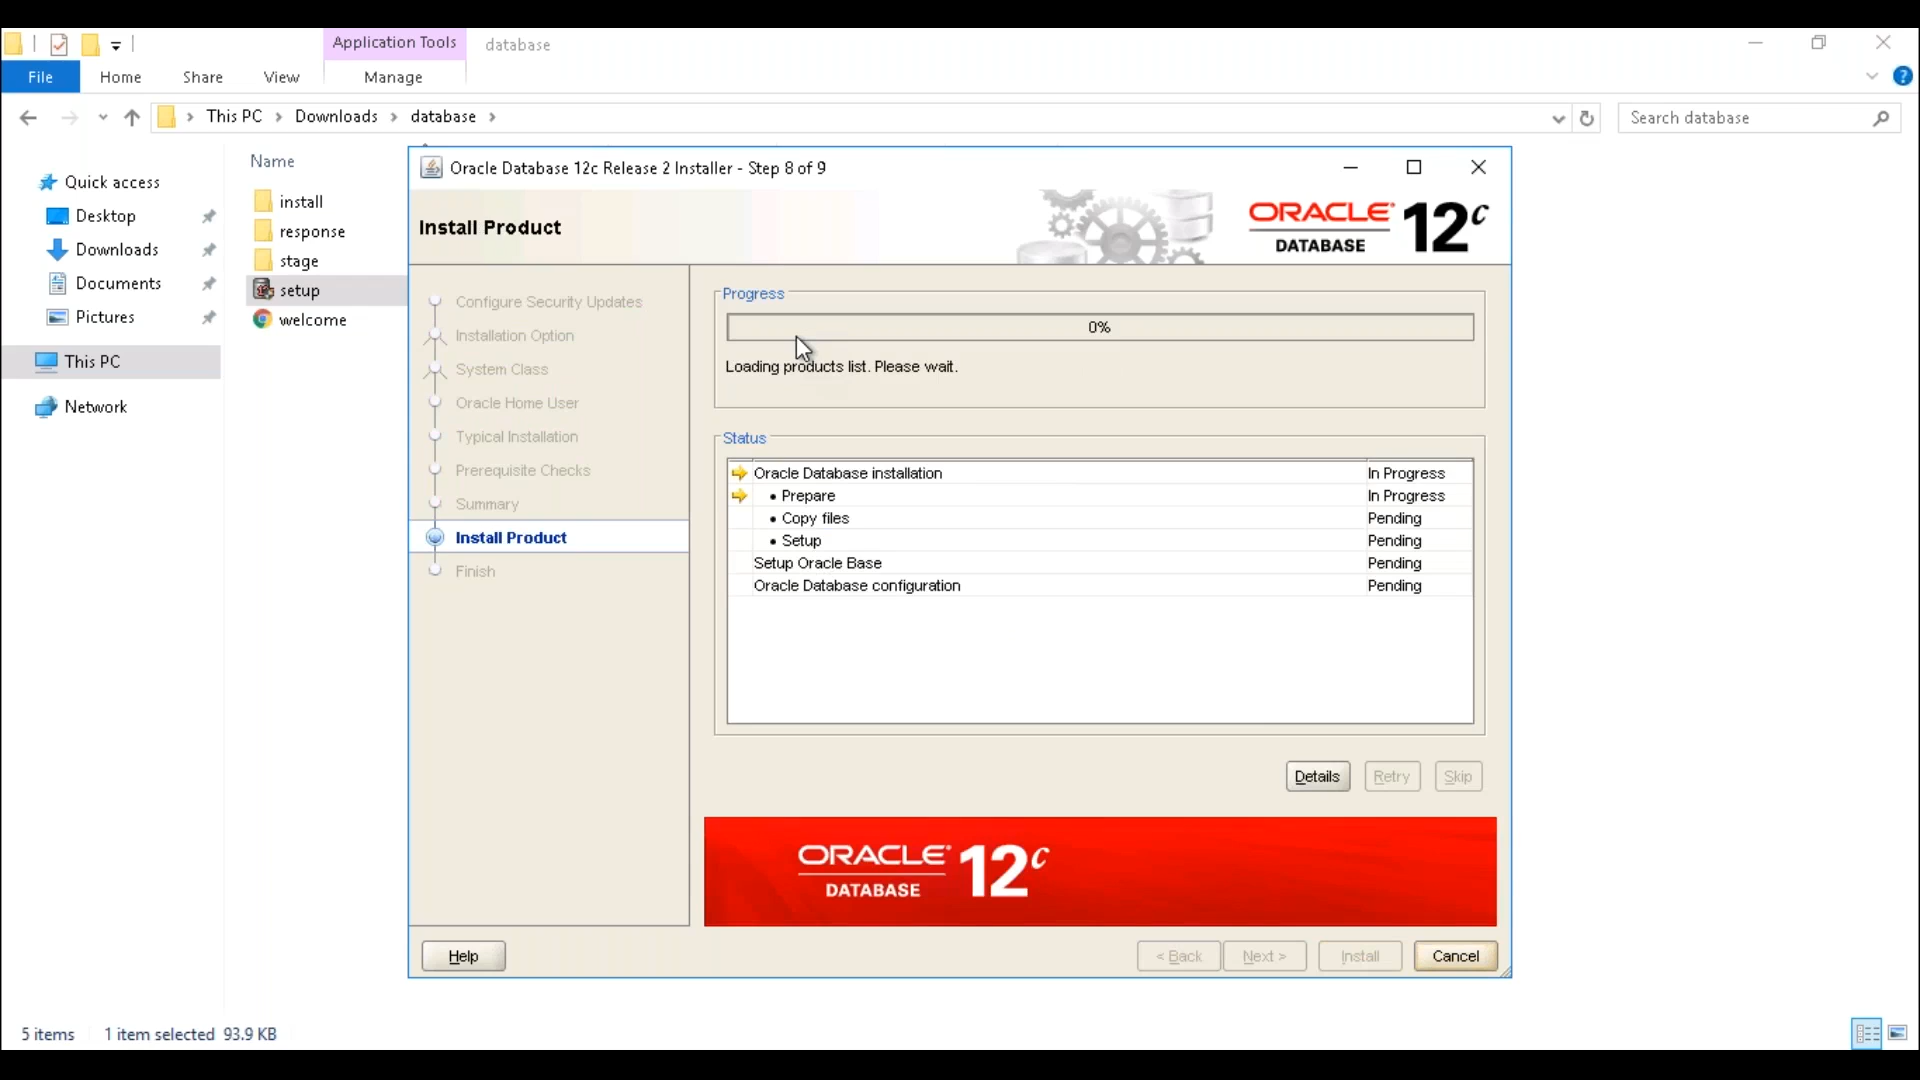 Application Tools
database
File
Home
Share
View
Manage
?
This PC
Downloads
database
Search database
Name
Quick access
Desktop
Downloads
Documents
Pictures
This PC
Network
install
response
stage
setup
welcome
Oracle Database 12c Release 2 Installer - Step 8 of 9
Install Product
ORACLE
DATABASE
12c
Configure Security Updates
Installation Option
System Class
Oracle Home User
Typical Installation
Prerequisite Checks
Summary
Install Product
Finish
Progress
0%
Loading products list. Please wait.
Status
Oracle Database installation In Progress
• Prepare In Progress
• Copy files Pending
• Setup Pending
Setup Oracle Base Pending
Oracle Database configuration Pending
Details
Retry
Skip
ORACLE
DATABASE
12c
Help
< Back
Next >
Install
Cancel
5 items 1 item selected 93.9 KB